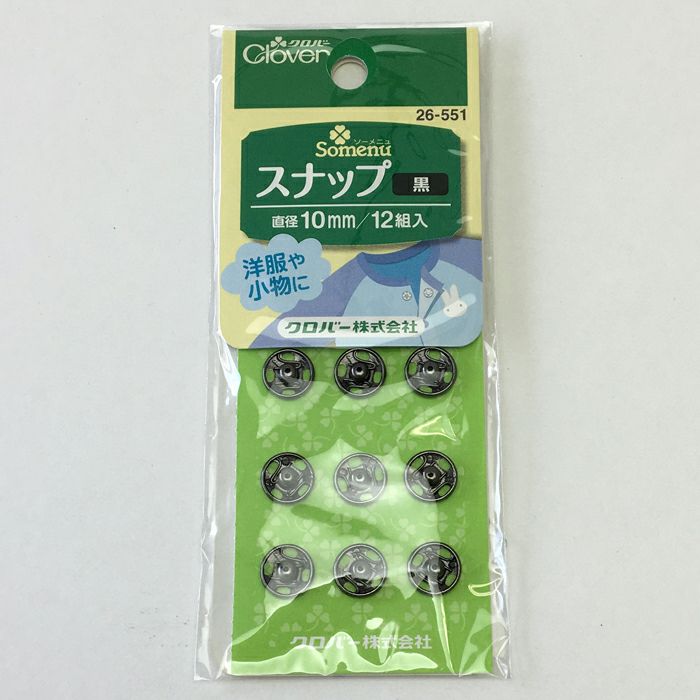 クロバー
Clover
26-551
ソーメニュ
Somenu
スナップ 黒
直径10mm/12組入
洋服や
小物に
クロバー株式会社
クロバー株式会社